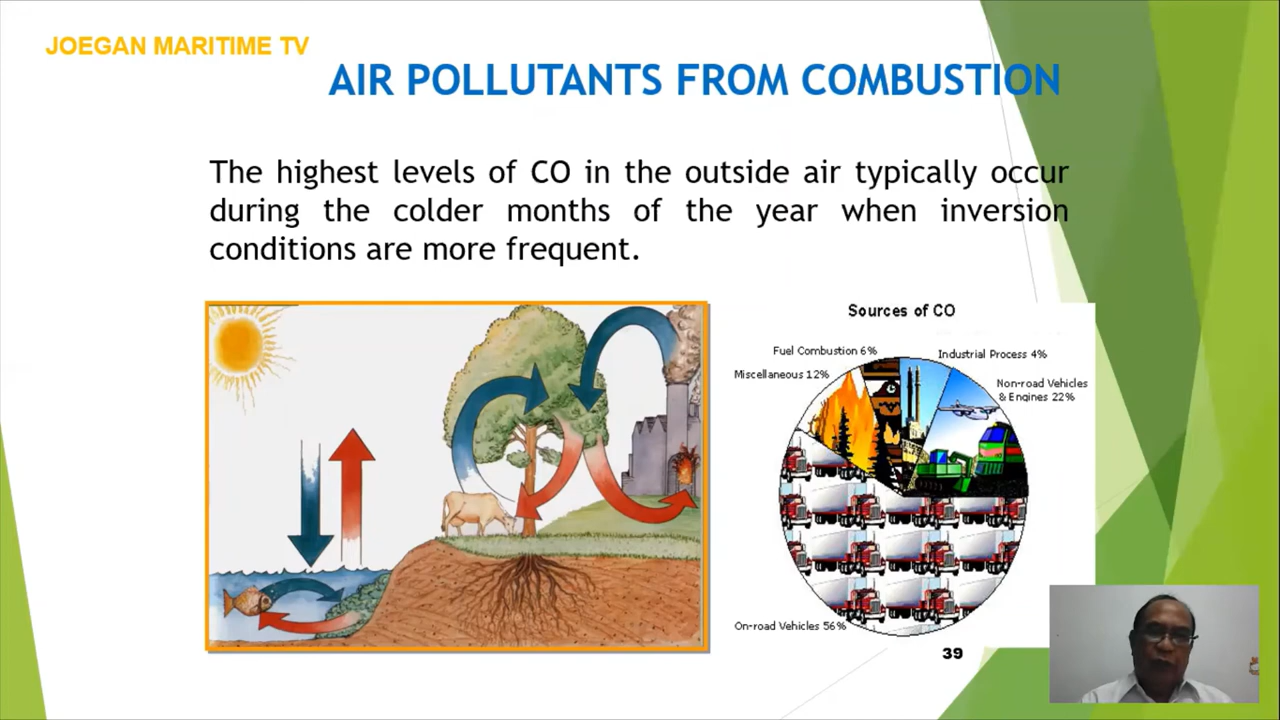 JOEGAN MARITIME TV
AIR POLLUTANTS FROM COMBUSTION
The highest levels of CO in the outside air typically occur
during the colder months of the year when inversion
conditions are more frequent.
Sources of CO
Fuel Combustion 6%
Industrial Process 4%
Miscellaneous 12%
Non-road Vehicles
& Engines 22%
On-road Vehicles 56%
39